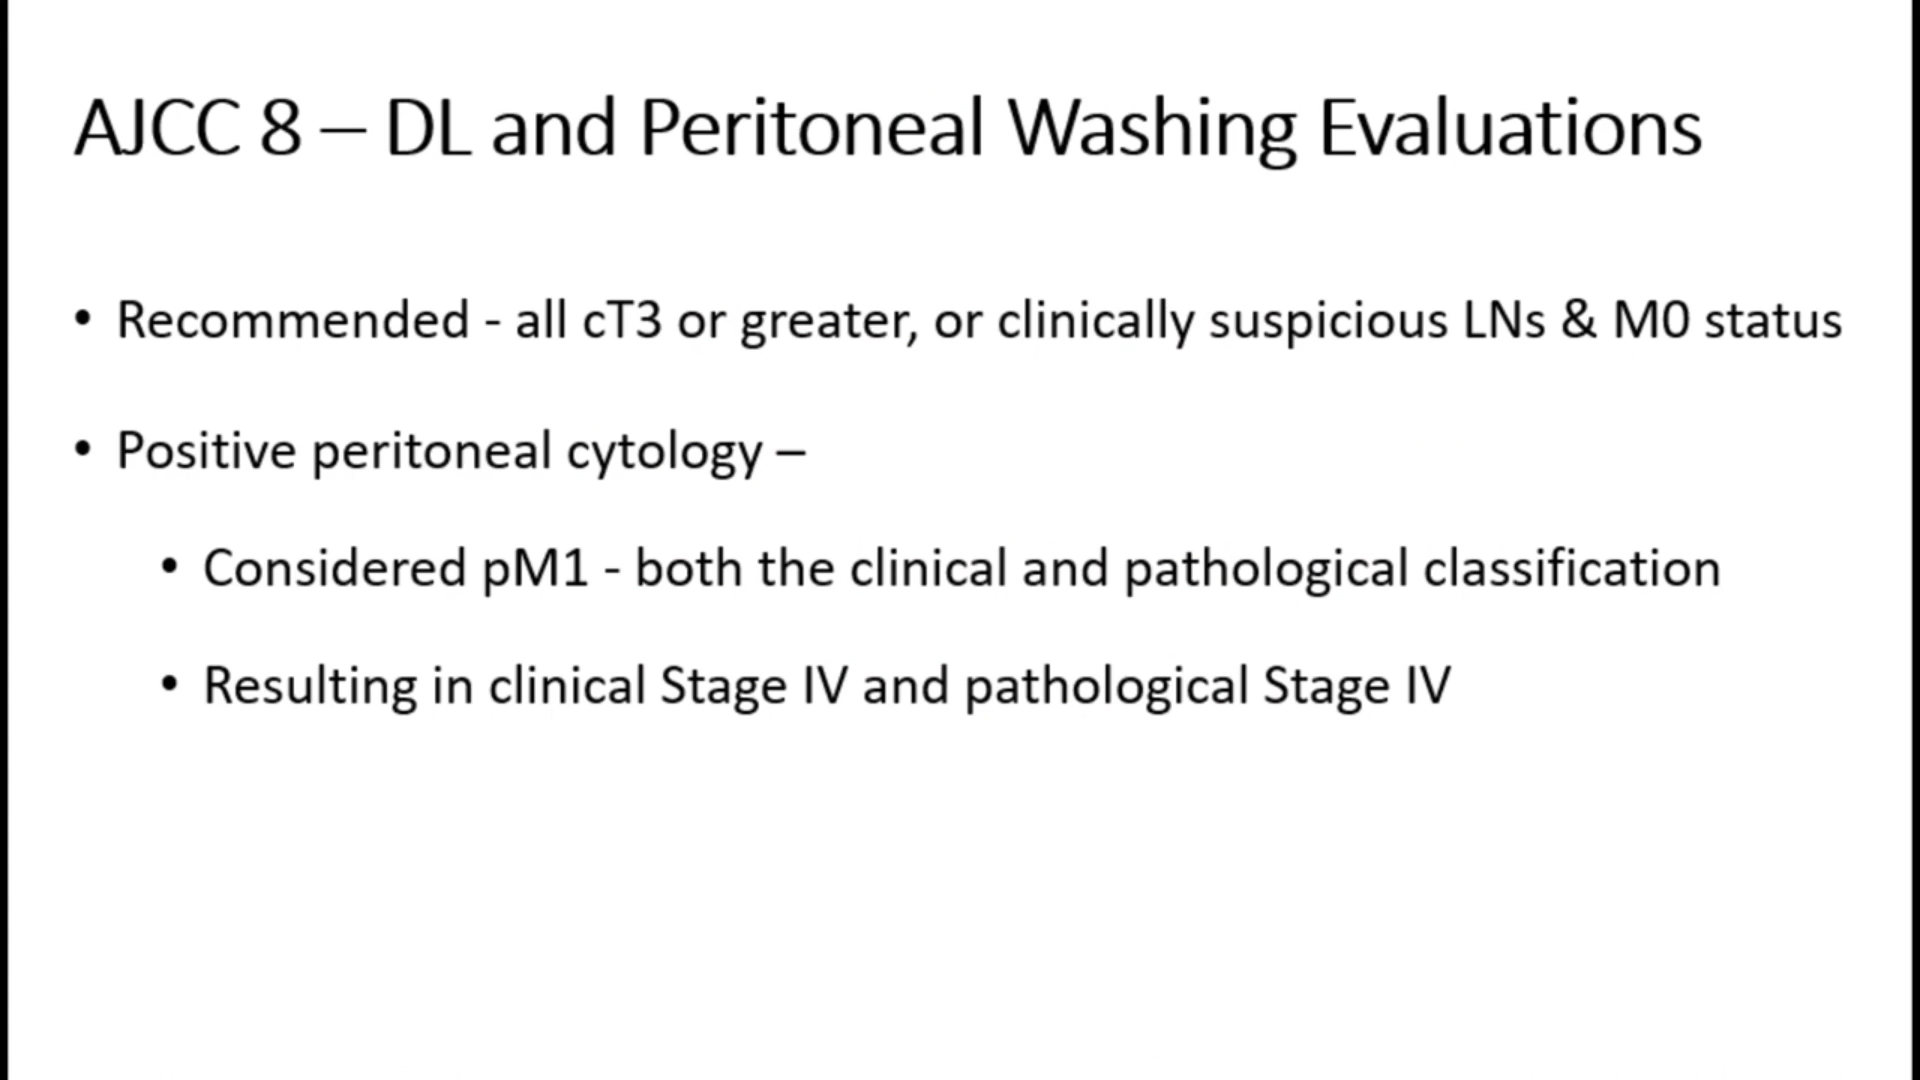 AJCC 8 – DL and Peritoneal Washing Evaluations
• Recommended - all cT3 or greater, or clinically suspicious LNs & M0 status
• Positive peritoneal cytology –
• Considered pM1 - both the clinical and pathological classification
• Resulting in clinical Stage IV and pathological Stage IV